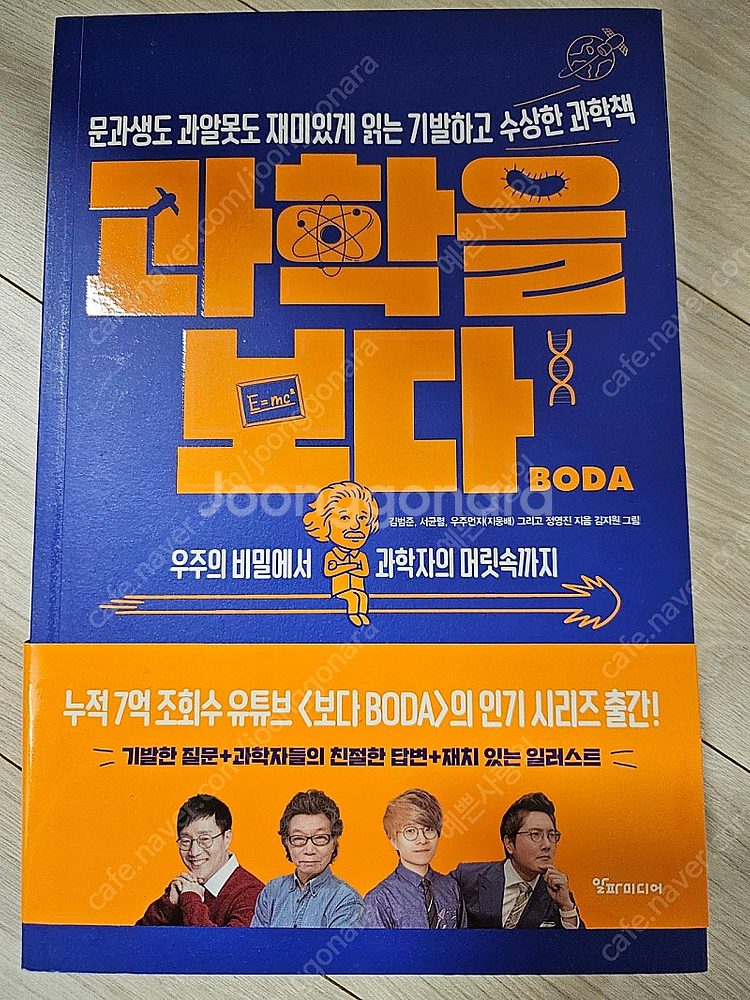 문과생도 과알못도 재미있게 읽는 기발하고 수상한 과학책
과학을
보다
E=mc²
BODA
김범준, 서균렬, 우주먼지(지웅배) 그리고 정영진 지음 김지원 그림
우주의 비밀에서 과학자의 머릿속까지
누적 7억 조회수 유튜브 <보다 BODA>의 인기 시리즈 출간!
기발한 질문+과학자들의 친절한 답변+재치 있는 일러스트
알파미디어
Joonggonara
cafe.naver.com/joonggonara